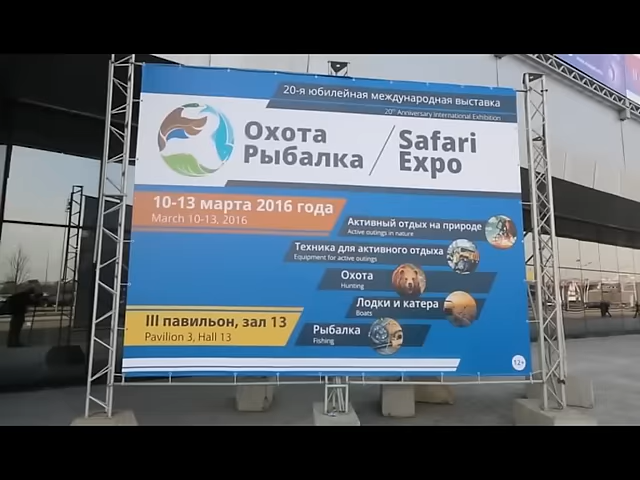 20-я юбилейная международная выставка
20th Anniversary International Exhibition
Охота
Рыбалка
/
Safari
Expo
10-13 марта 2016 года
March 10-13, 2016
Активный отдых на природе
Active outings in nature
Техника для активного отдыха
Equipment for active outings
Охота
Hunting
Лодки и катера
Boats
III павильон, зал 13
Pavilion 3, Hall 13
Рыбалка
Fishing
12+